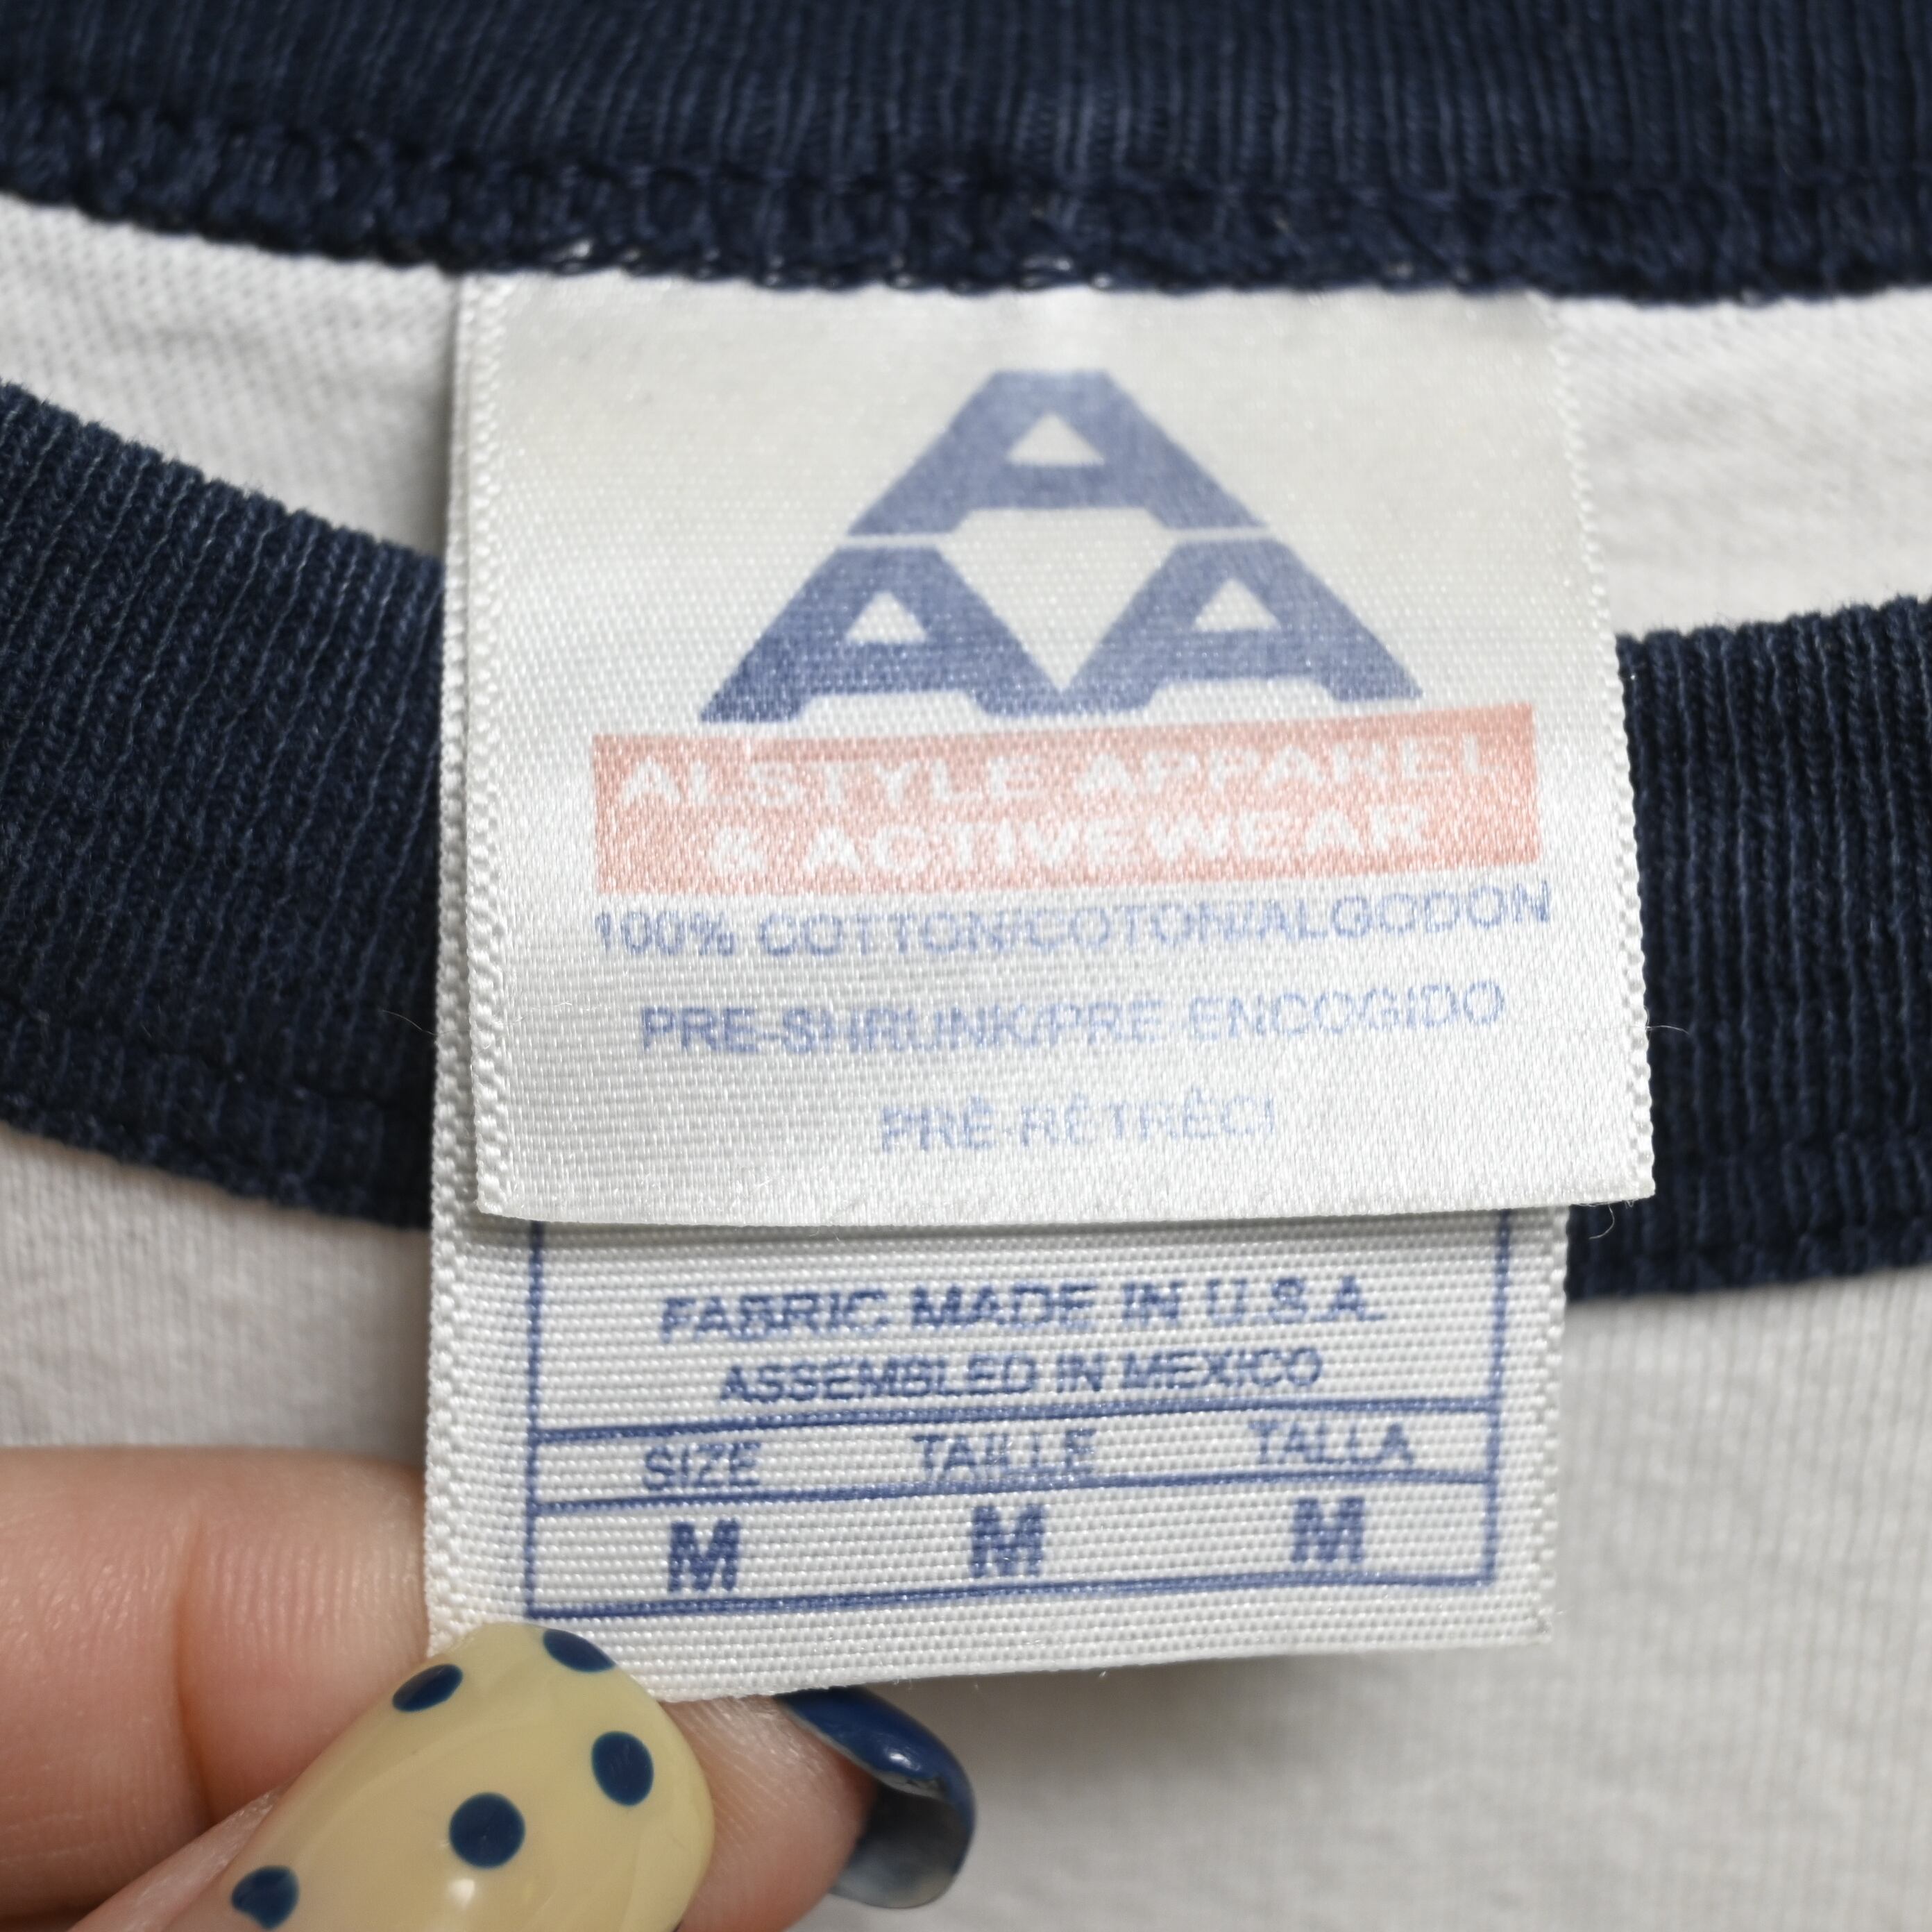 A
AA
ALSTYLE APPAREL
& ACTIVEWEAR
100% COTTON/COTON/ALGODON
PRE-SHRUNK/PRE ENCOGIDO
PRÉ-RÉTRÉCI
FABRIC MADE IN U.S.A.
ASSEMBLED IN MEXICO
SIZE TAILLE TALLA
M M M